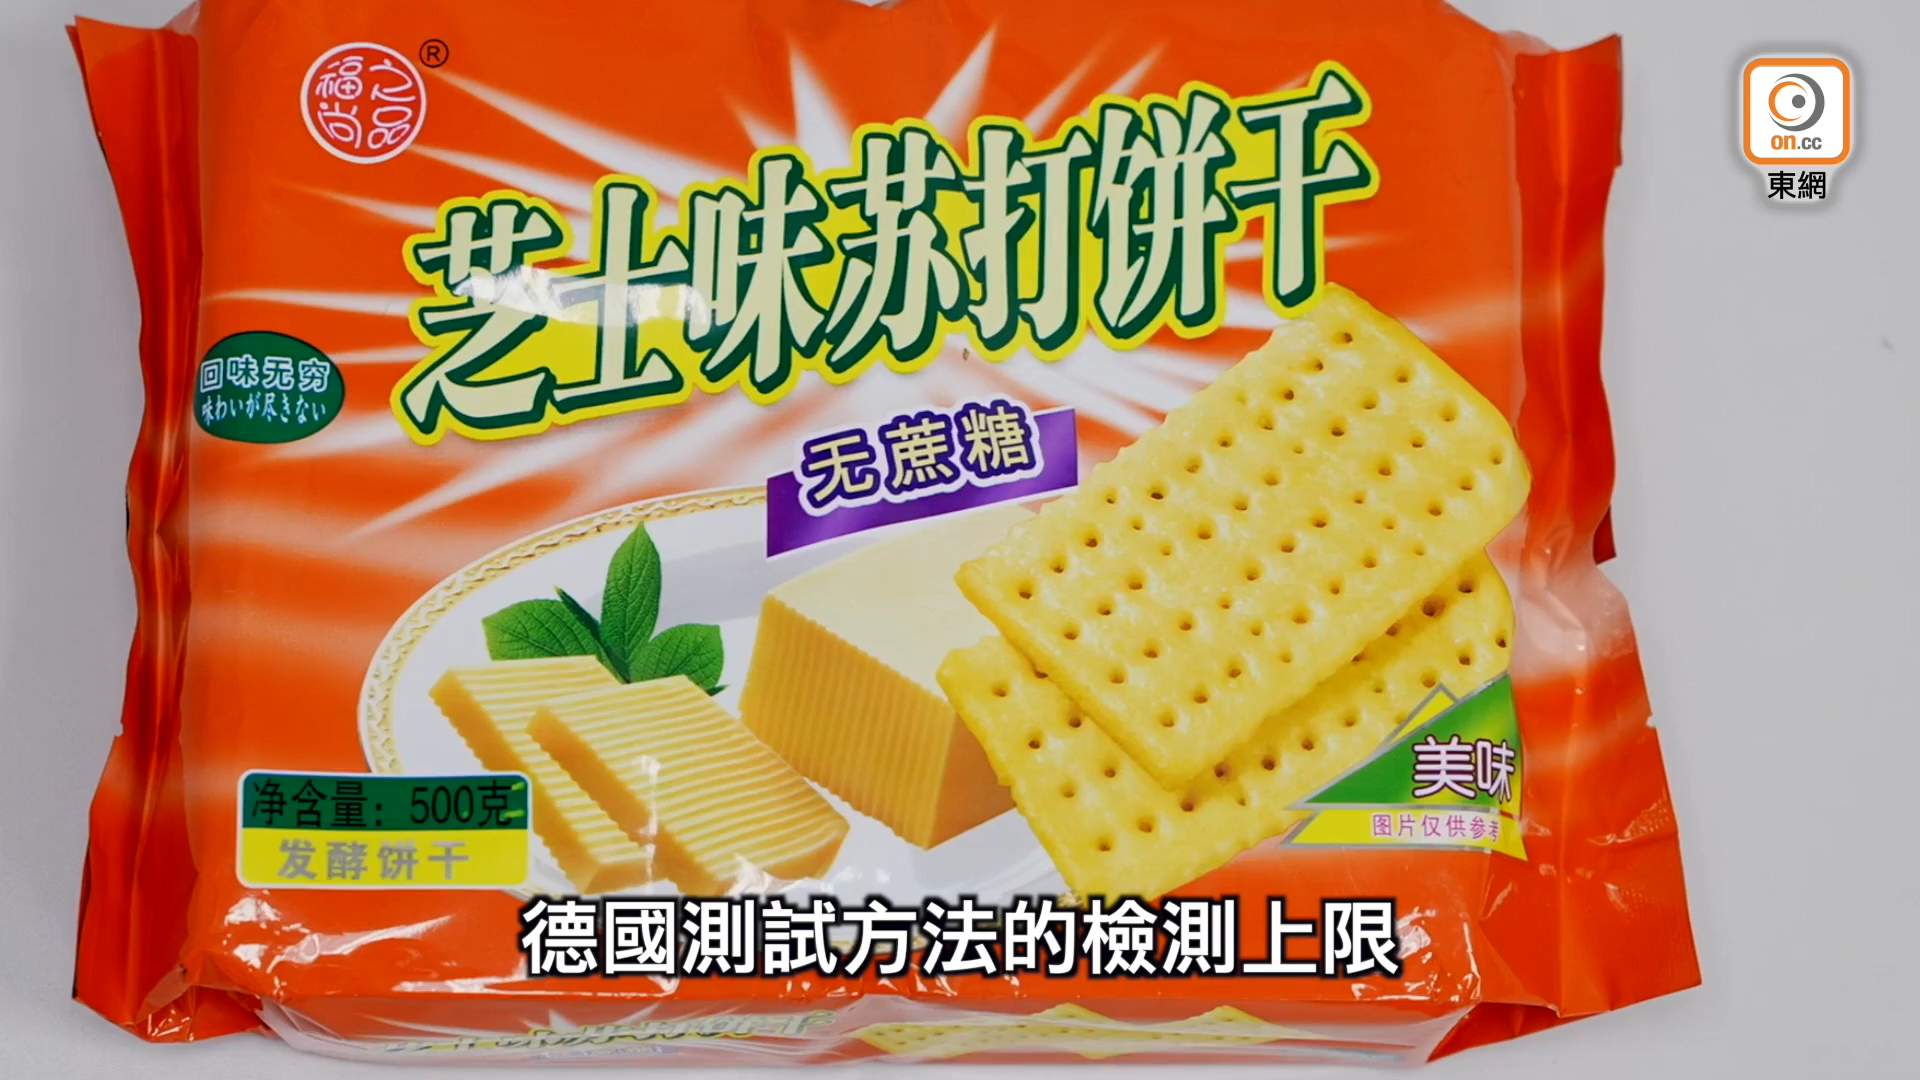 福之
尚品
®
芝士味苏打饼干
on.cc
東網
回味无穷
味わいが尽きない
无蔗糖
美味
图片仅供参考
净含量：500克
发酵饼干
德國測試方法的檢測上限